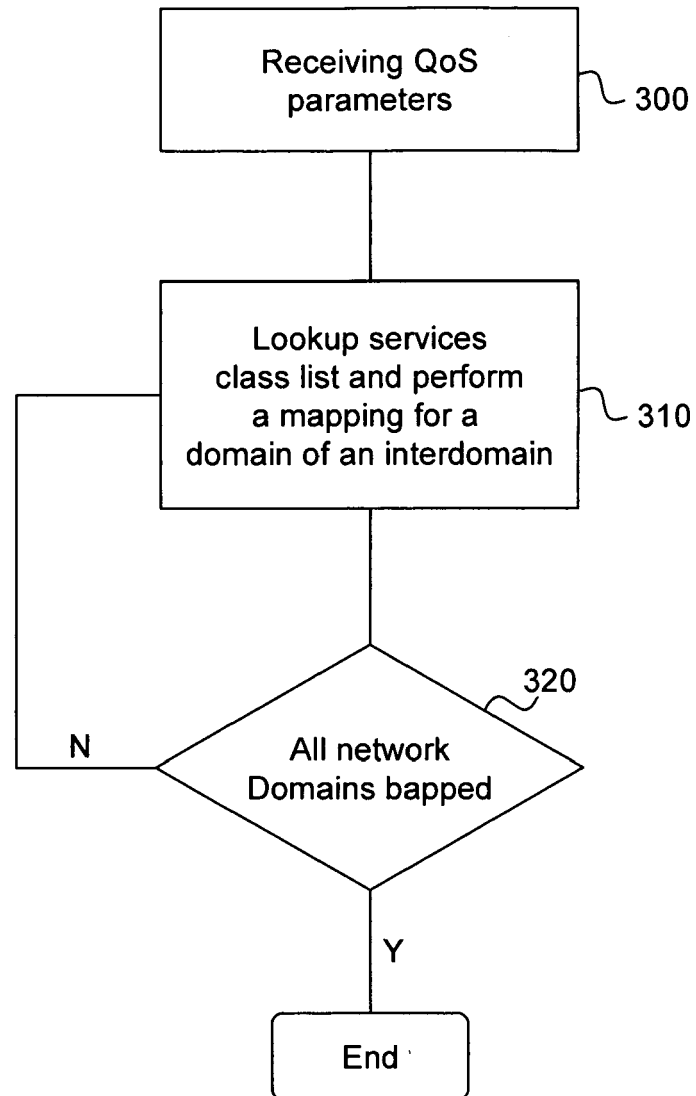 Receiving QoS
parameters
300
Lookup services
class list and perform
a mapping for a
domain of an interdomain
310
320
All network
Domains bapped
N
Y
End